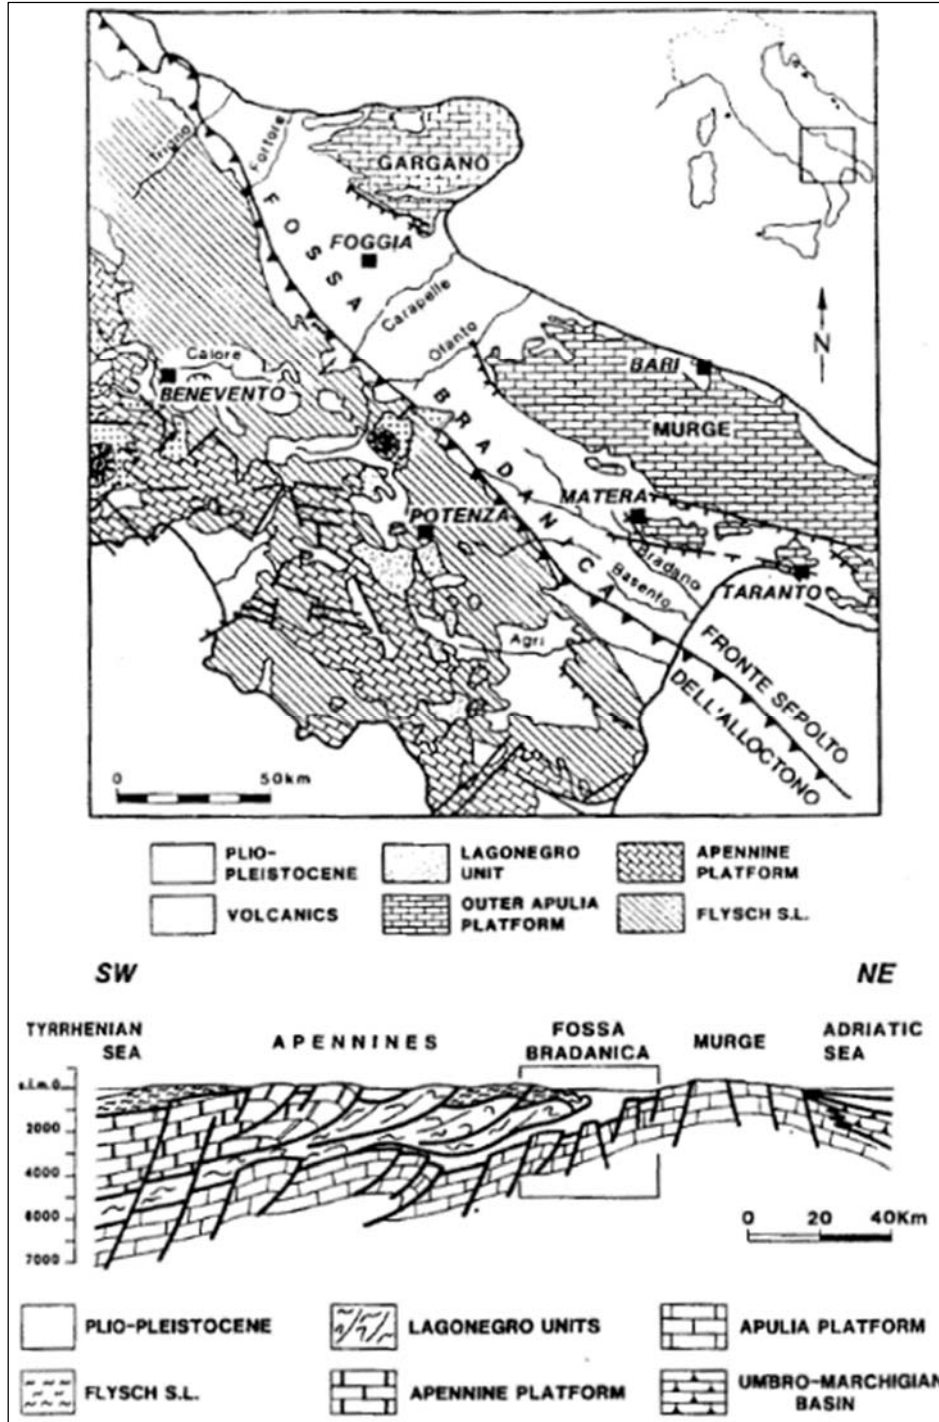 Trigno
Fortore
GARGANO
FOSSA
FOGGIA
Carapelle
Ofanto
N
BARI
Calore
BENEVENTO
BRADANICA
MURGE
MATERA
POTENZA
Bradano
Basento
TARANTO
Agri
FRONTE SEPOLTO
DELL'ALLOCTONO
0 50km
PLIO-
PLEISTOCENE
LAGONEGRO
UNIT
APENNINE
PLATFORM
VOLCANICS
OUTER APULIA
PLATFORM
FLYSCH S.L.
SW NE
TYRRHENIAN
SEA
APENNINES
FOSSA
BRADANICA
MURGE
ADRIATIC
SEA
s.l.m. 0
2000
4000
6000
7000
0 20 40Km
PLIO-PLEISTOCENE
LAGONEGRO UNITS
APULIA PLATFORM
FLYSCH S.L.
APENNINE PLATFORM
UMBRO-MARCHIGIAN
BASIN